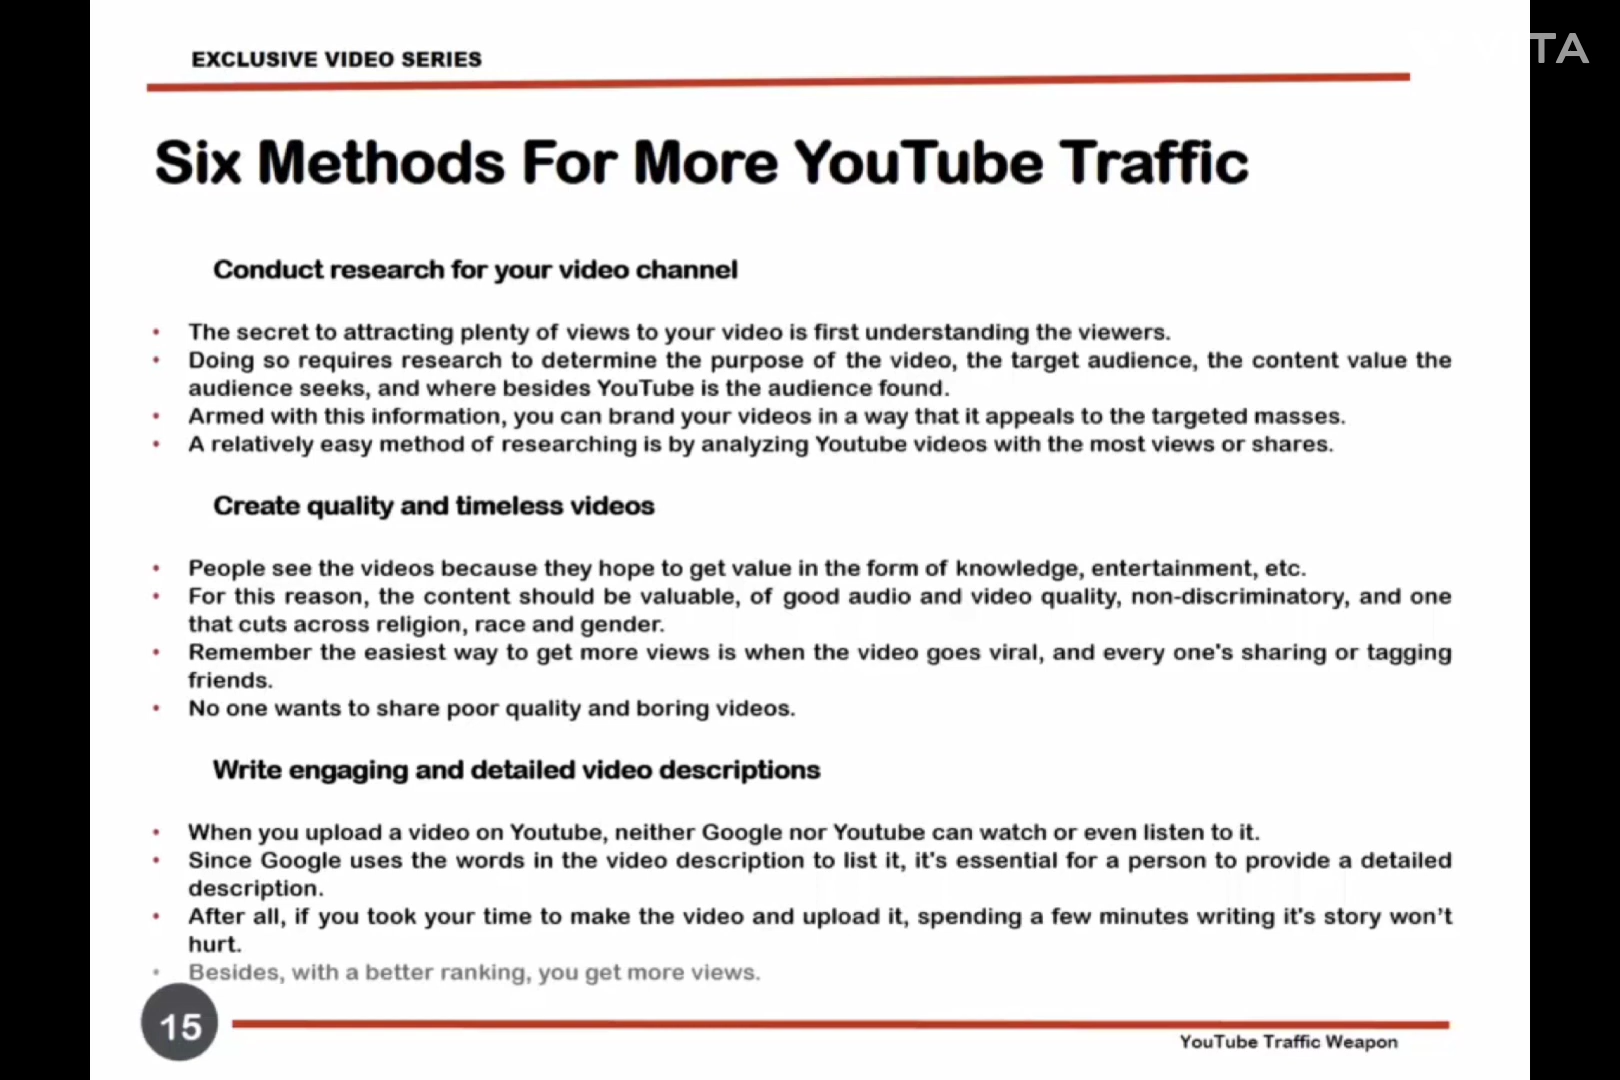 EXCLUSIVE VIDEO SERIES
TA
Six Methods For More YouTube Traffic
Conduct research for your video channel
• The secret to attracting plenty of views to your video is first understanding the viewers.
• Doing so requires research to determine the purpose of the video, the target audience, the content value the
audience seeks, and where besides YouTube is the audience found.
• Armed with this information, you can brand your videos in a way that it appeals to the targeted masses.
• A relatively easy method of researching is by analyzing Youtube videos with the most views or shares.
Create quality and timeless videos
• People see the videos because they hope to get value in the form of knowledge, entertainment, etc.
• For this reason, the content should be valuable, of good audio and video quality, non-discriminatory, and one
that cuts across religion, race and gender.
• Remember the easiest way to get more views is when the video goes viral, and every one's sharing or tagging
friends.
• No one wants to share poor quality and boring videos.
Write engaging and detailed video descriptions
• When you upload a video on Youtube, neither Google nor Youtube can watch or even listen to it.
• Since Google uses the words in the video description to list it, it's essential for a person to provide a detailed
description.
• After all, if you took your time to make the video and upload it, spending a few minutes writing it's story won’t
hurt.
• Besides, with a better ranking, you get more views.
15
YouTube Traffic Weapon